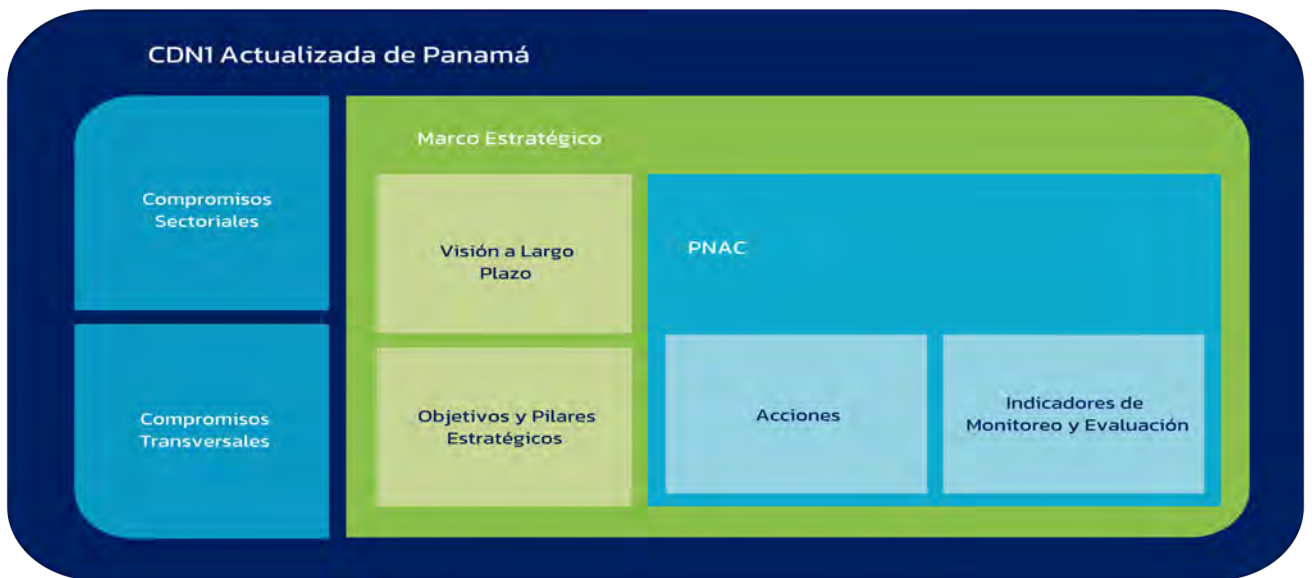 CDN1 Actualizada de Panamá
Compromisos
Sectoriales
Compromisos
Transversales
Marco Estratégico
Visión a Largo
Plazo
Objetivos y Pilares
Estratégicos
PNAC
Acciones
Indicadores de
Monitoreo y Evaluación